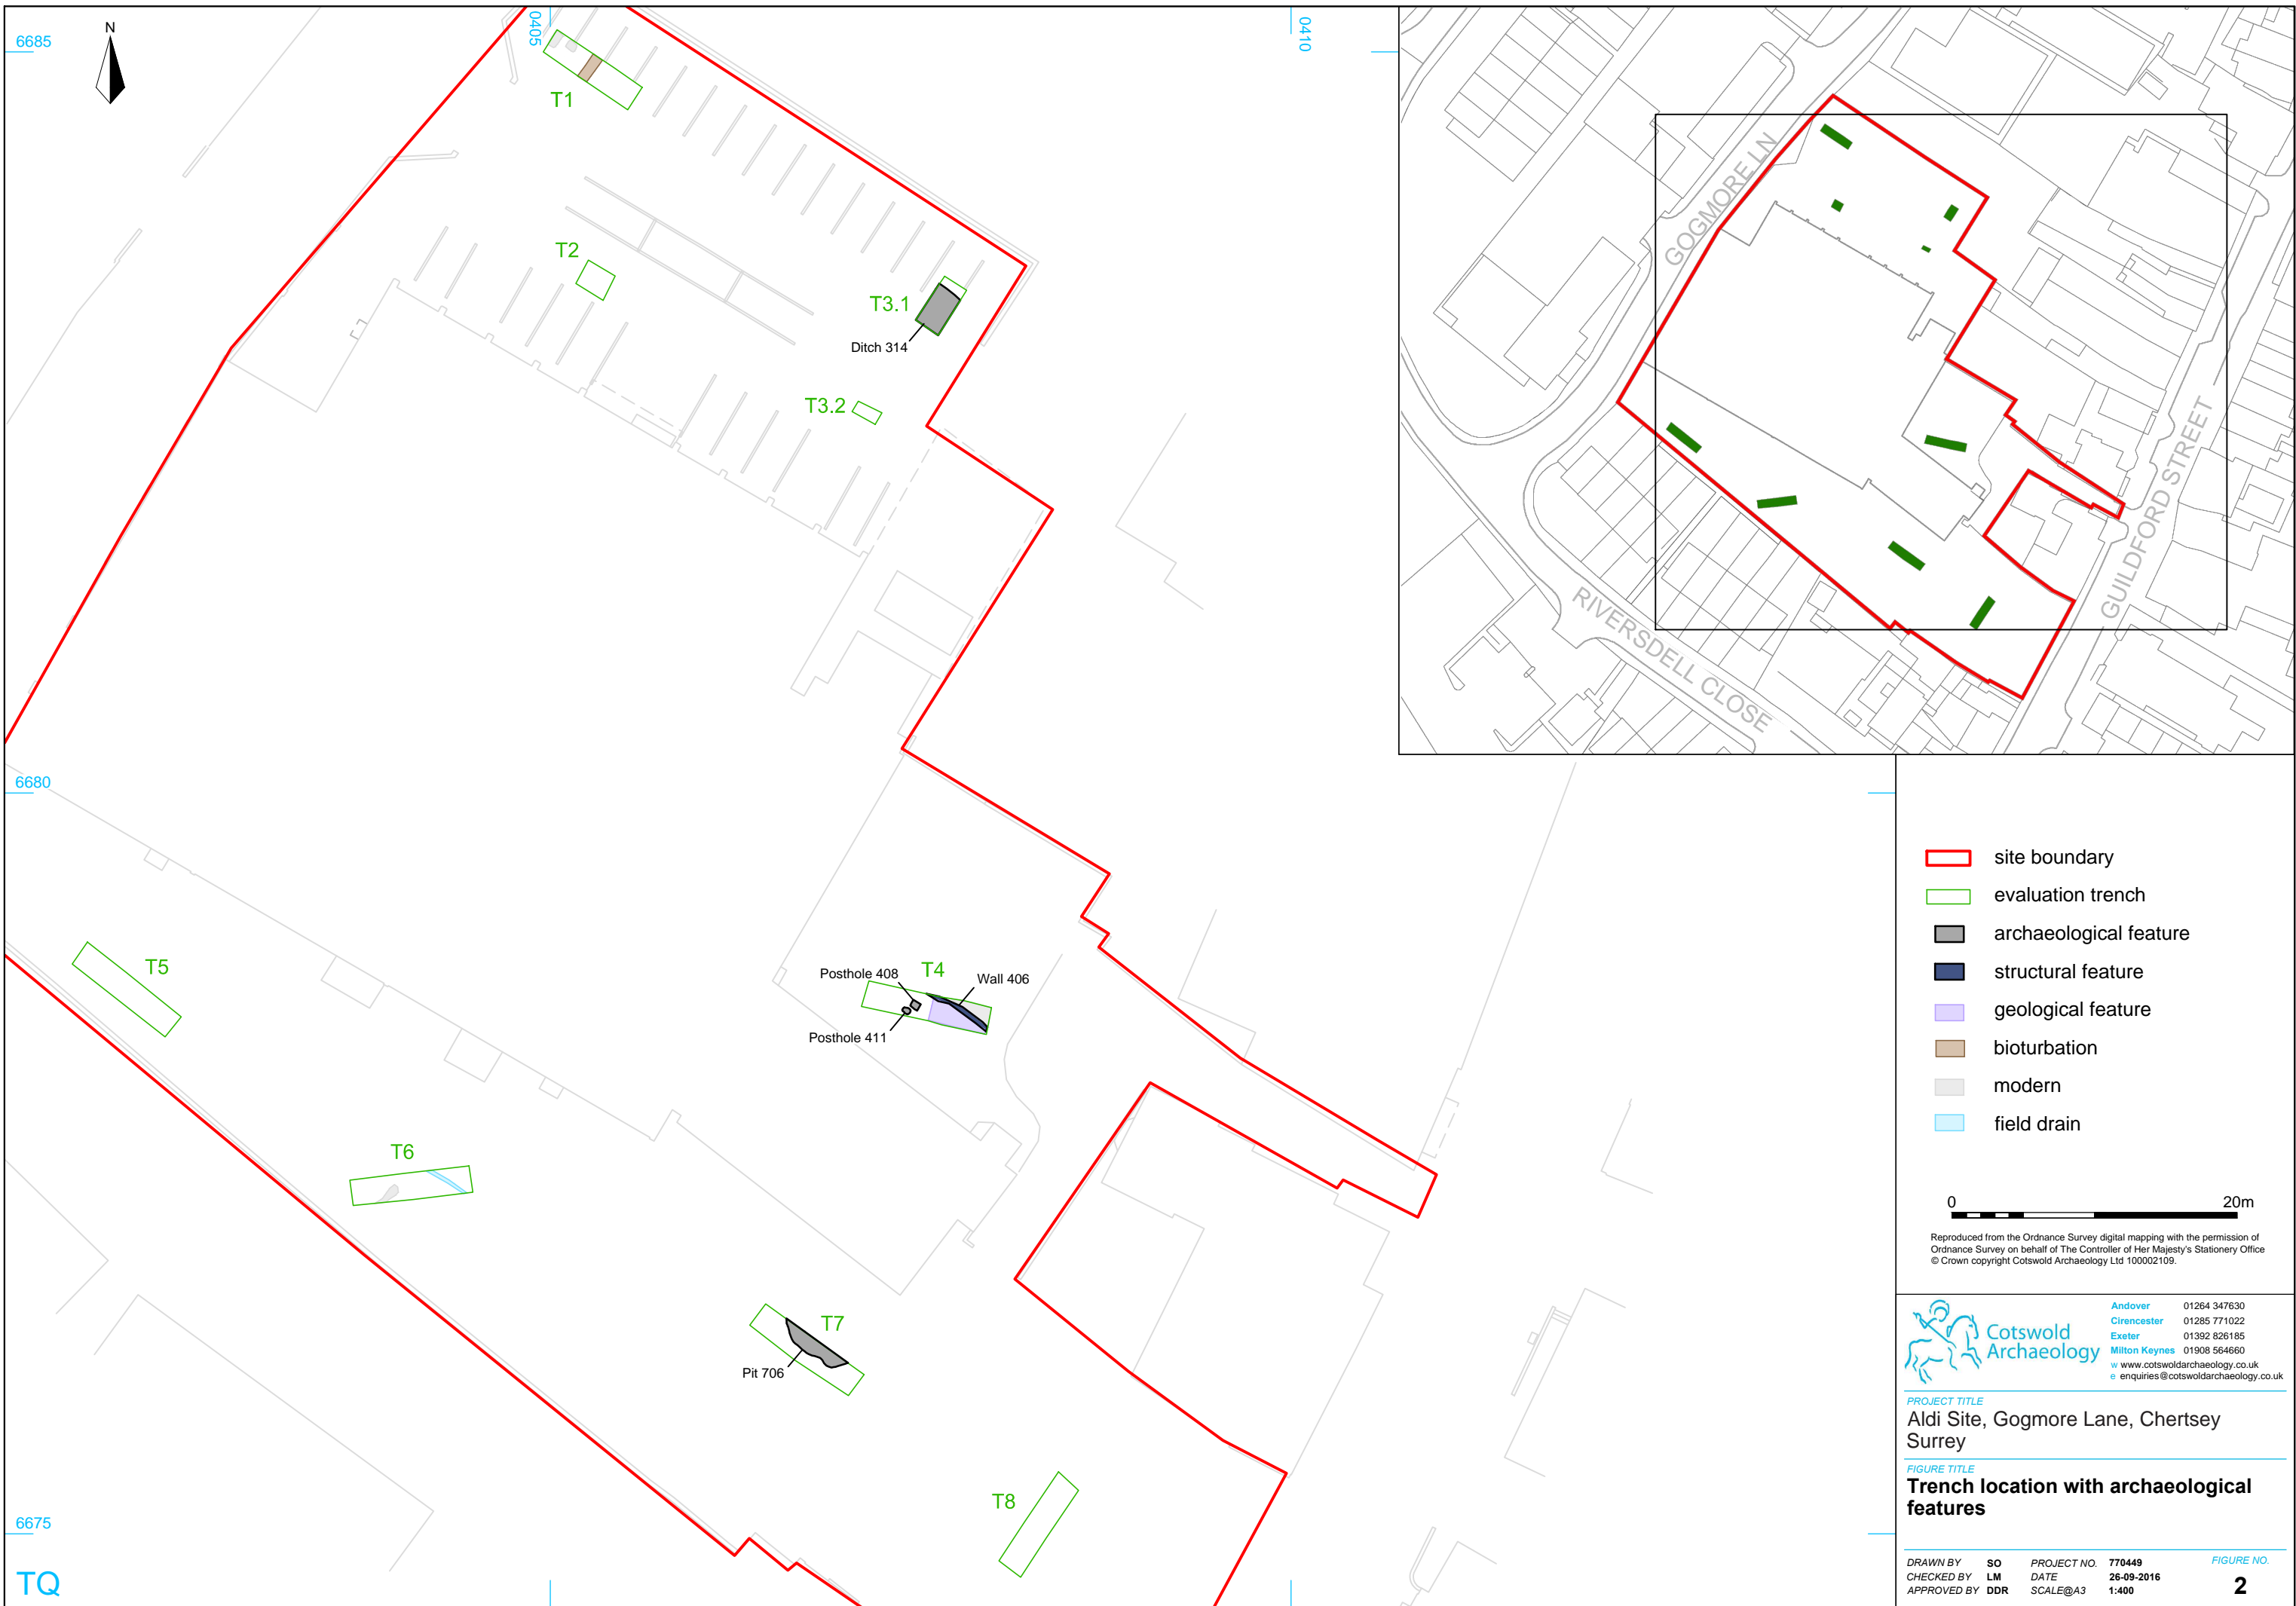 6685
N
0405
0410
T1
T2
T3.1
Ditch 314
T3.2
6680
T5
Posthole 408
T4
Wall 406
Posthole 411
T6
T7
Pit 706
T8
6675
TQ
GOGMORE LN
GUILDFORD STREET
RIVERSDELL CLOSE
site boundary
evaluation trench
archaeological feature
structural feature
geological feature
bioturbation
modern
field drain
0 20m
Reproduced from the Ordnance Survey digital mapping with the permission of
Ordnance Survey on behalf of The Controller of Her Majesty's Stationery Office
© Crown copyright Cotswold Archaeology Ltd 100002109.
Cotswold
Archaeology
Andover 01264 347630
Cirencester 01285 771022
Exeter 01392 826185
Milton Keynes 01908 564660
w www.cotswoldarchaeology.co.uk
e enquiries@cotswoldarchaeology.co.uk
PROJECT TITLE
Aldi Site, Gogmore Lane, Chertsey
Surrey
FIGURE TITLE
Trench location with archaeological
features
DRAWN BY SO PROJECT NO. 770449 FIGURE NO.
CHECKED BY LM DATE 26-09-2016
APPROVED BY DDR SCALE@A3 1:400 2